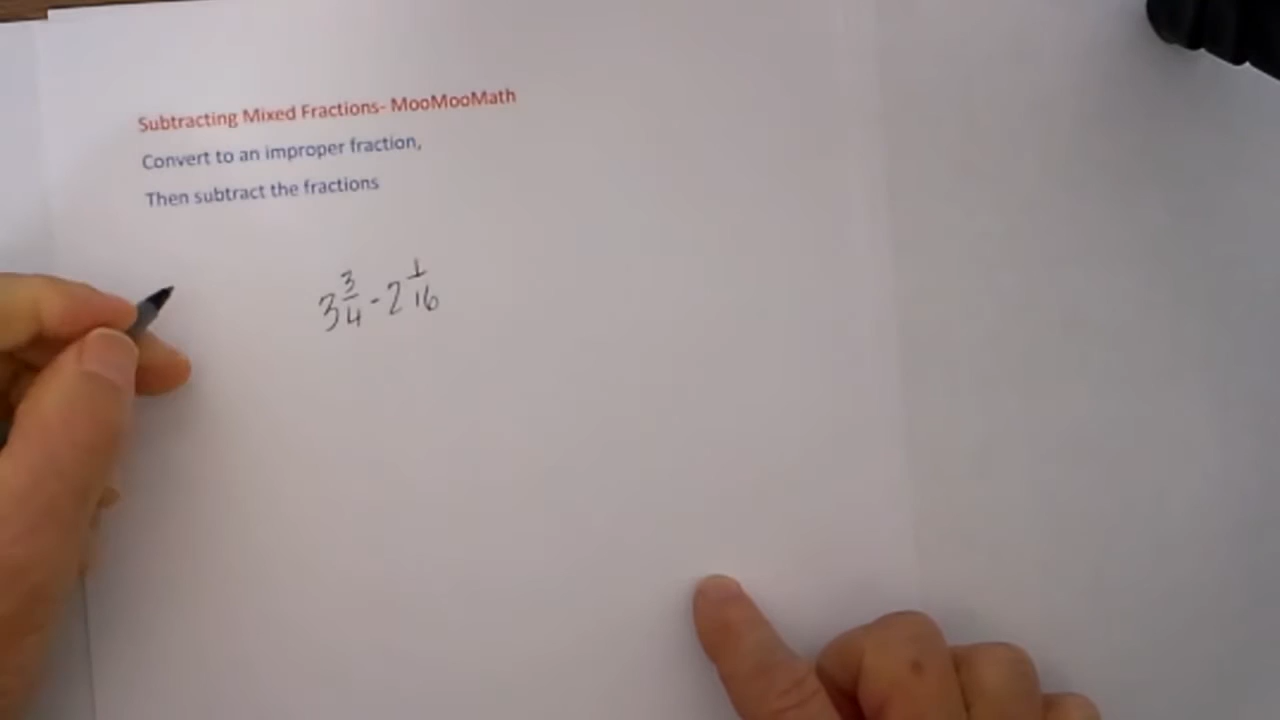 Subtracting Mixed Fractions- MooMooMath
Convert to an improper fraction,
Then subtract the fractions
3 3/4 - 2 1/16